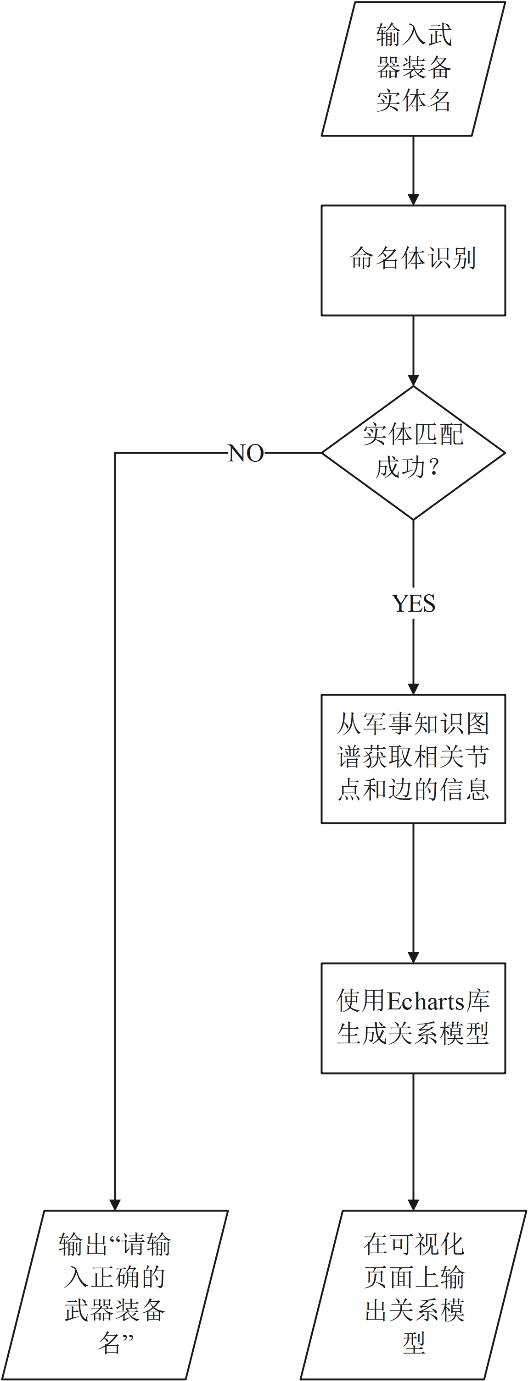 输入武
器装备
实体名
命名体识别
实体匹配
成功？
NO
YES
从军事知识图
谱获取相关节
点和边的信息
使用Echarts库
生成关系模型
输出“请输
入正确的
武器装备
名”
在可视化
页面上输
出关系模
型